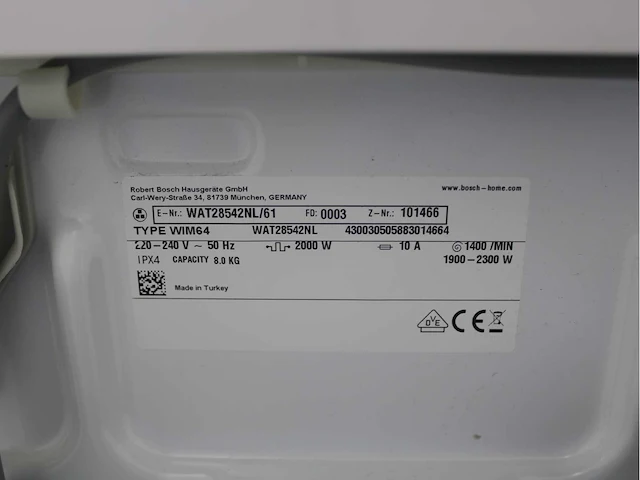 Robert Bosch Hausgeräte GmbH www.bosch-home.com
Carl-Wery-Straße 34, 81739 München, GERMANY
E-Nr.: WAT28542NL/61 FD: 0003 Z-Nr.: 101466
TYPE WIM64 WAT28542NL 430030505883014664
220-240 V ~ 50 Hz 2000 W 10 A 1400 /MIN
IPX4 CAPACITY 8.0 KG 1900-2300 W
Made in Turkey
DVE CE